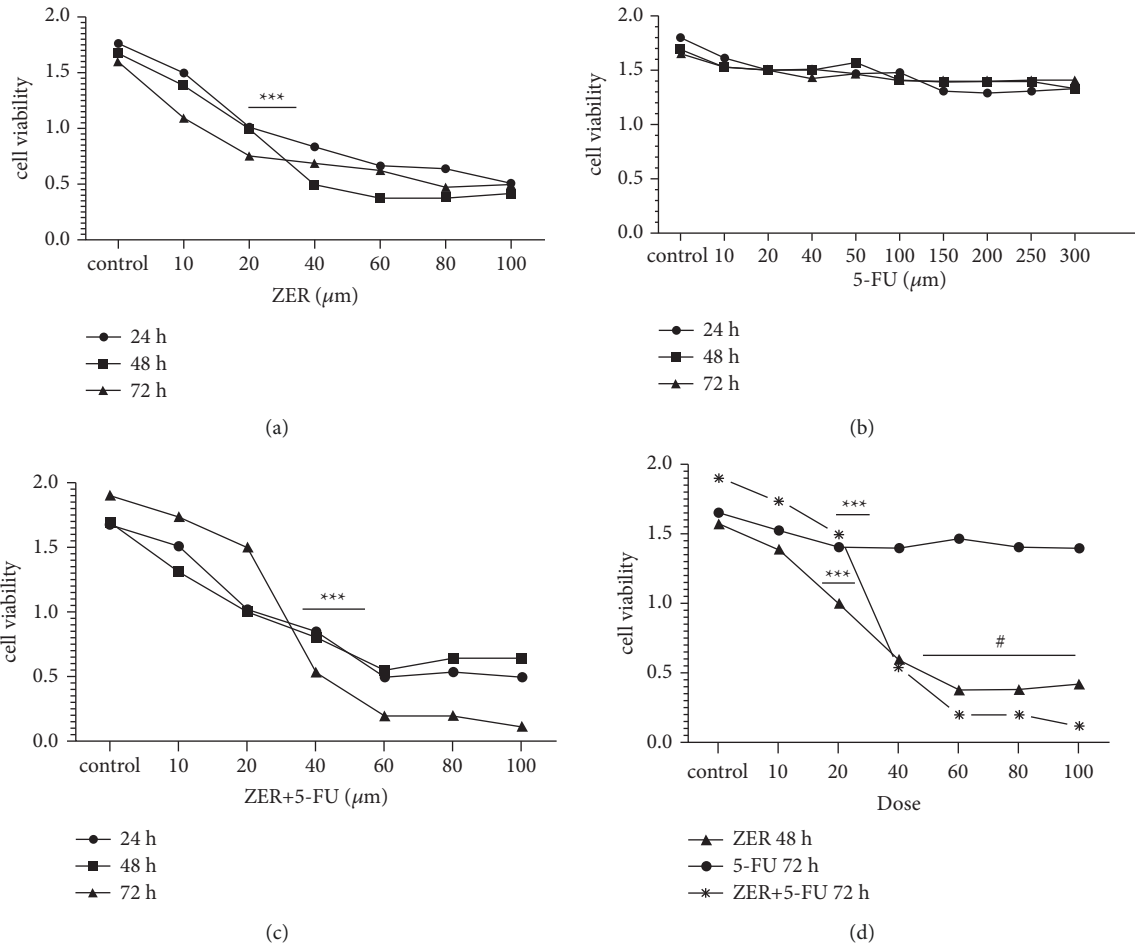 2.0
1.5
1.0
0.5
0.0
cell viability
***
control 10 20 40 60 80 100
ZER (μm)
24 h
48 h
72 h
(a)
2.0
1.5
1.0
0.5
0.0
cell viability
control 10 20 40 50 100 150 200 250 300
5-FU (μm)
24 h
48 h
72 h
(b)
2.0
1.5
1.0
0.5
0.0
cell viability
***
control 10 20 40 60 80 100
ZER+5-FU (μm)
24 h
48 h
72 h
(c)
2.0
1.5
1.0
0.5
0.0
cell viability
***
***
#
control 10 20 40 60 80 100
Dose
ZER 48 h
5-FU 72 h
ZER+5-FU 72 h
(d)